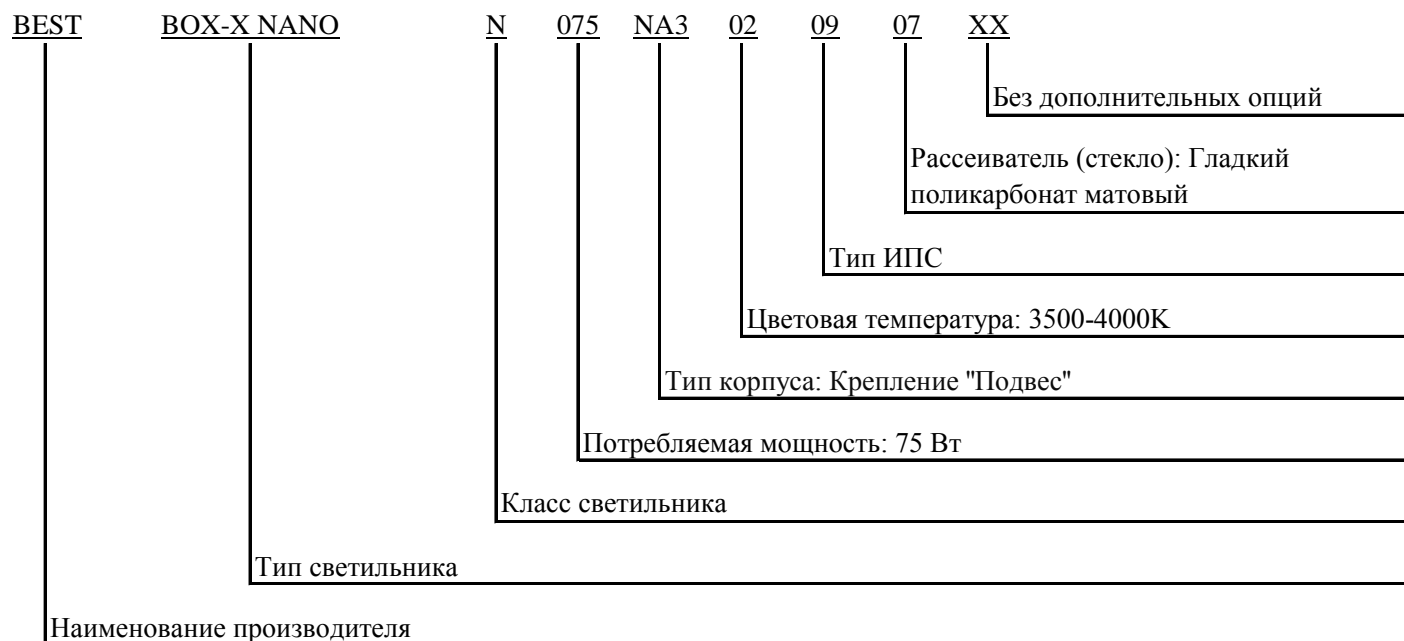 BEST BOX-X NANO N 075 NA3 02 09 07 XX
Без дополнительных опций
Рассеиватель (стекло): Гладкий
поликарбонат матовый
Тип ИПС
Цветовая температура: 3500-4000K
Тип корпуса: Крепление "Подвес"
Потребляемая мощность: 75 Вт
Класс светильника
Тип светильника
Наименование производителя